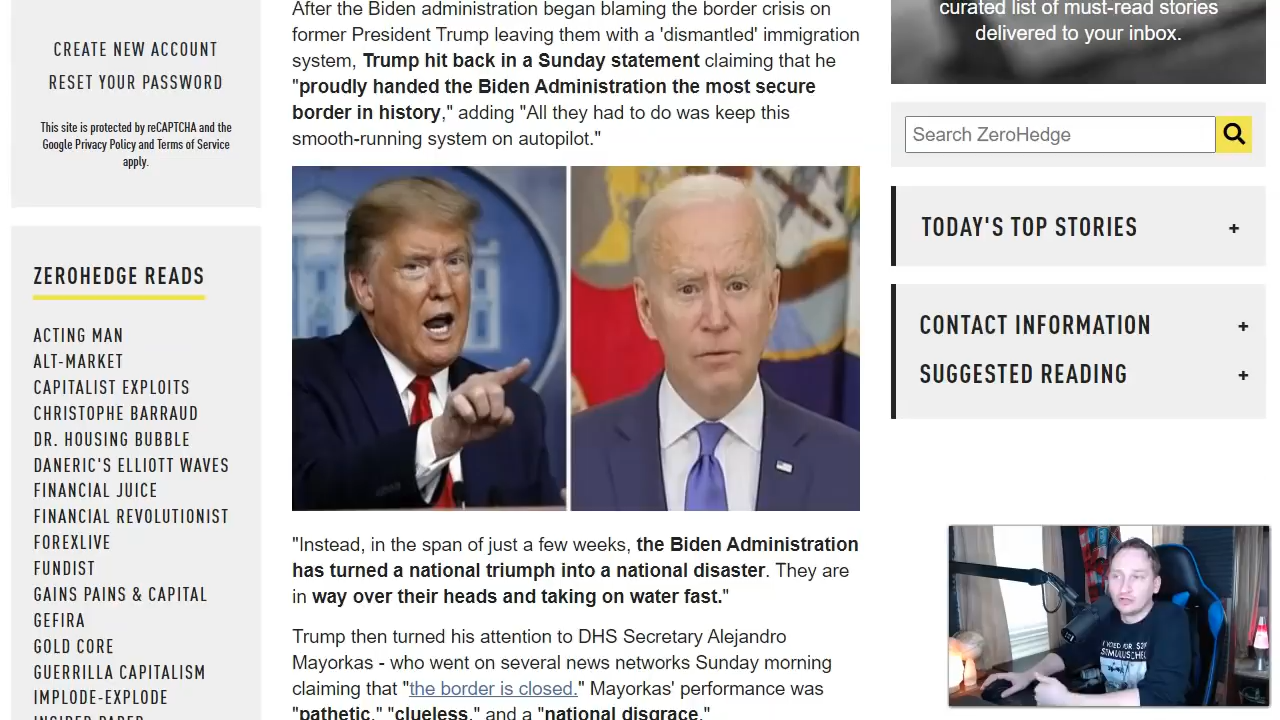 CREATE NEW ACCOUNT
RESET YOUR PASSWORD
This site is protected by reCAPTCHA and the
Google Privacy Policy and Terms of Service
apply.
ZEROHEDGE READS
ACTING MAN
ALT-MARKET
CAPITALIST EXPLOITS
CHRISTOPHE BARRAUD
DR. HOUSING BUBBLE
DANERIC'S ELLIOTT WAVES
FINANCIAL JUICE
FINANCIAL REVOLUTIONIST
FOREXLIVE
FUNDIST
GAINS PAINS & CAPITAL
GEFIRA
GOLD CORE
GUERRILLA CAPITALISM
IMPLODE-EXPLODE
INSIDER PAPER
After the Biden administration began blaming the border crisis on
former President Trump leaving them with a 'dismantled' immigration
system, Trump hit back in a Sunday statement claiming that he
"proudly handed the Biden Administration the most secure
border in history," adding "All they had to do was keep this
smooth-running system on autopilot."
"Instead, in the span of just a few weeks, the Biden Administration
has turned a national triumph into a national disaster. They are
in way over their heads and taking on water fast."
Trump then turned his attention to DHS Secretary Alejandro
Mayorkas - who went on several news networks Sunday morning
claiming that "the border is closed." Mayorkas' performance was
"pathetic," "clueless," and a "national disgrace."
curated list of must-read stories
delivered to your inbox.
Search ZeroHedge
TODAY'S TOP STORIES +
CONTACT INFORMATION +
SUGGESTED READING +
I VOTED FOR